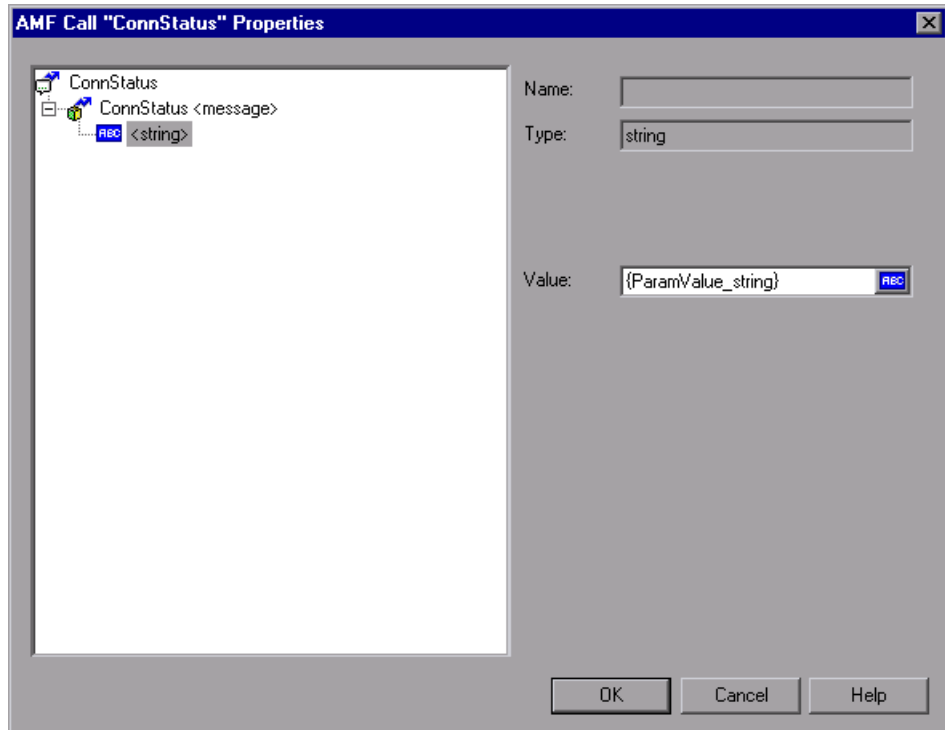 AMF Call "ConnStatus" Properties
ConnStatus
ConnStatus <message>
ABC <string>
Name:
Type: string
Value: {ParamValue_string} ABC
OK Cancel Help